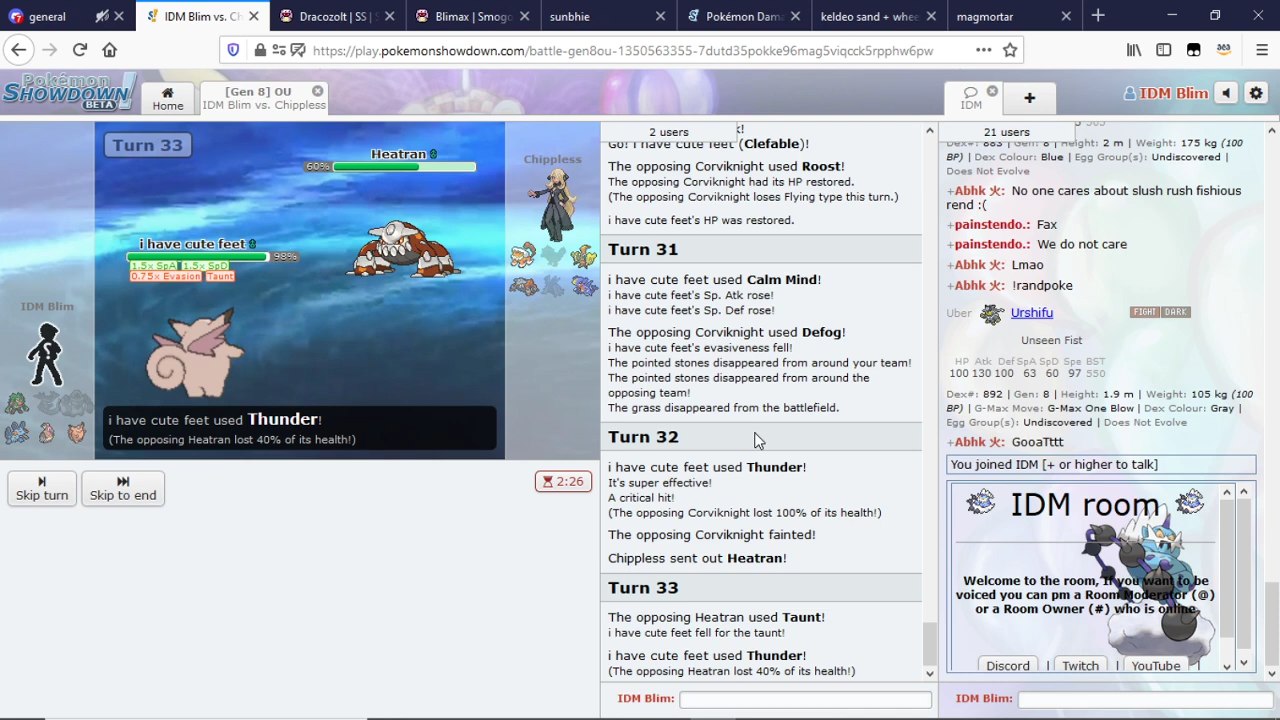 general
IDM Blim vs. Ch
Dracozolt | SS | S
Blimax | Smogo
sunbhie
Pokémon Dama
keldeo sand + whee
magmortar
https://play.pokemonshowdown.com/battle-gen8ou-1350563355-7dutd35pokke96mag5viqcck5rpphw6pw
Pokémon
SHOWDOWN!
BETA
Home
[Gen 8] OU
IDM Blim vs. Chippless
IDM
IDM Blim
Turn 33
Heatran
60%
i have cute feet
98%
1.5× SpA
1.5× SpD
0.75× Evasion
Taunt
IDM Blim
Chippless
i have cute feet used Thunder!
(The opposing Heatran lost 40% of its health!)
Skip turn
Skip to end
2:26
2 users
Go! i have cute feet (Clefable)!
The opposing Corviknight used Roost!
The opposing Corviknight had its HP restored.
(The opposing Corviknight loses Flying type this turn.)
i have cute feet's HP was restored.
Turn 31
i have cute feet used Calm Mind!
i have cute feet's Sp. Atk rose!
i have cute feet's Sp. Def rose!
The opposing Corviknight used Defog!
i have cute feet's evasiveness fell!
The pointed stones disappeared from around your team!
The pointed stones disappeared from around the
opposing team!
The grass disappeared from the battlefield.
Turn 32
i have cute feet used Thunder!
It's super effective!
A critical hit!
(The opposing Corviknight lost 100% of its health!)
The opposing Corviknight fainted!
Chippless sent out Heatran!
Turn 33
The opposing Heatran used Taunt!
i have cute feet fell for the taunt!
i have cute feet used Thunder!
(The opposing Heatran lost 40% of its health!)
IDM Blim:
21 users
Dex#: 883 | Gen: 8 | Height: 2 m | Weight: 175 kg (100
BP) | Dex Colour: Blue | Egg Group(s): Undiscovered |
Does Not Evolve
+Abhk 火: No one cares about slush rush fishious
rend :(
+painstendo.: Fax
+painstendo.: We do not care
+Abhk 火: Lmao
+Abhk 火: !randpoke
Uber Urshifu FIGHT DARK
Unseen Fist
HP Atk Def SpA SpD Spe BST
100 130 100 63 60 97 550
Dex#: 892 | Gen: 8 | Height: 1.9 m | Weight: 105 kg (100
BP) | G-Max Move: G-Max One Blow | Dex Colour: Gray |
Egg Group(s): Undiscovered | Does Not Evolve
+Abhk 火: GooaTttt
You joined IDM [+ or higher to talk]
IDM room
Welcome to the room, If you want to be
voiced you can pm a Room Moderator (@)
or a Room Owner (#) who is online
Discord | Twitch | YouTube
IDM Blim: